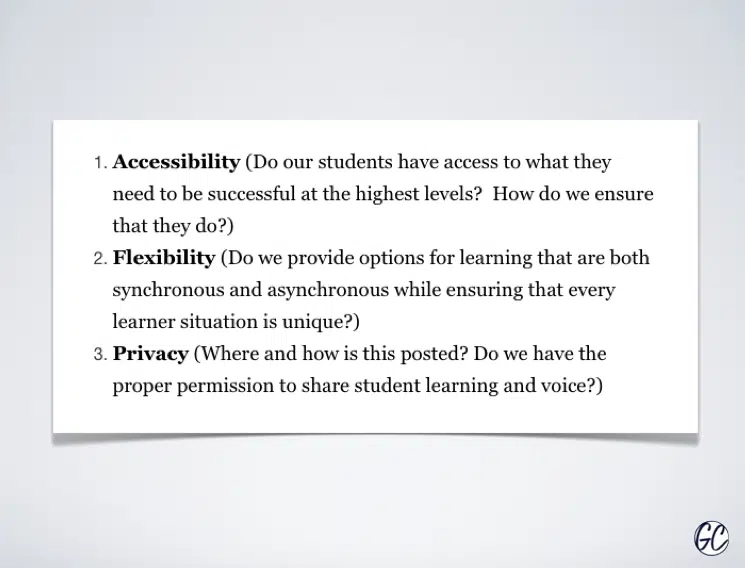 1. Accessibility (Do our students have access to what they
need to be successful at the highest levels?  How do we ensure
that they do?)
2. Flexibility (Do we provide options for learning that are both
synchronous and asynchronous while ensuring that every
learner situation is unique?)
3. Privacy (Where and how is this posted? Do we have the
proper permission to share student learning and voice?)
GC